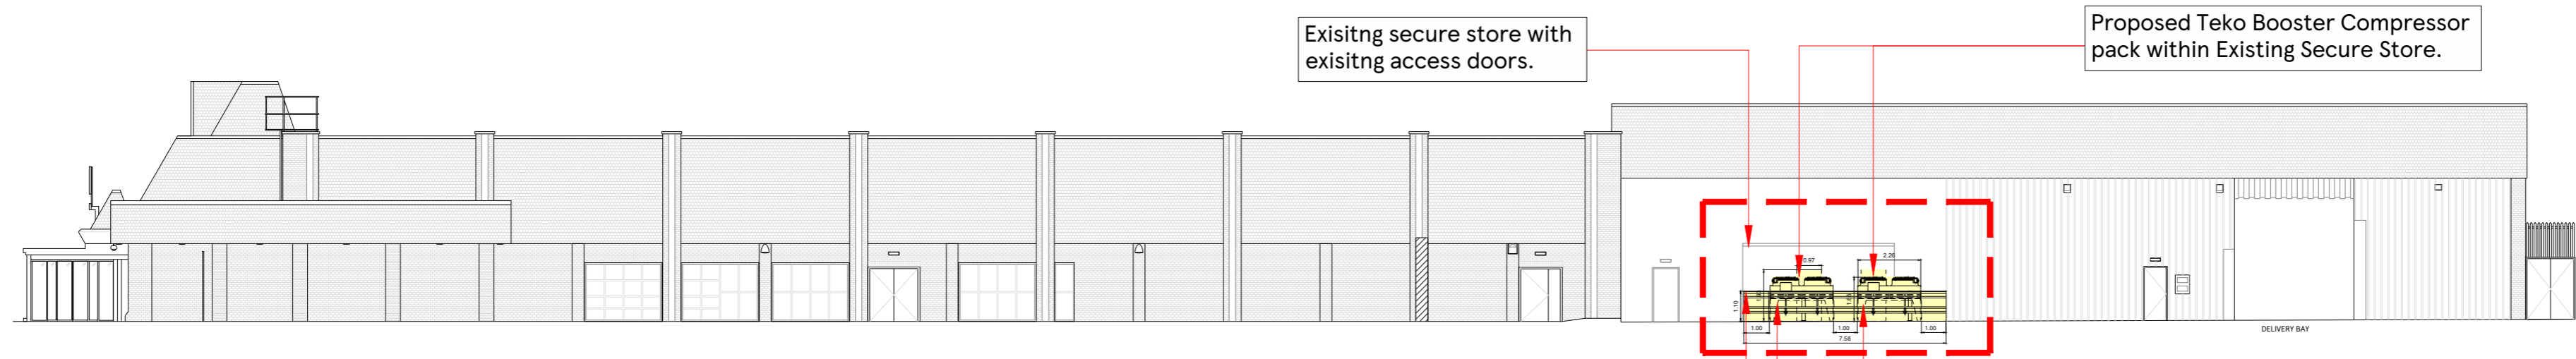 Exisitng secure store with
exisitng access doors.
Proposed Teko Booster Compressor
pack within Existing Secure Store.
0.97
2.26
1.10
1.00
1.00
1.00
7.58
DELIVERY BAY